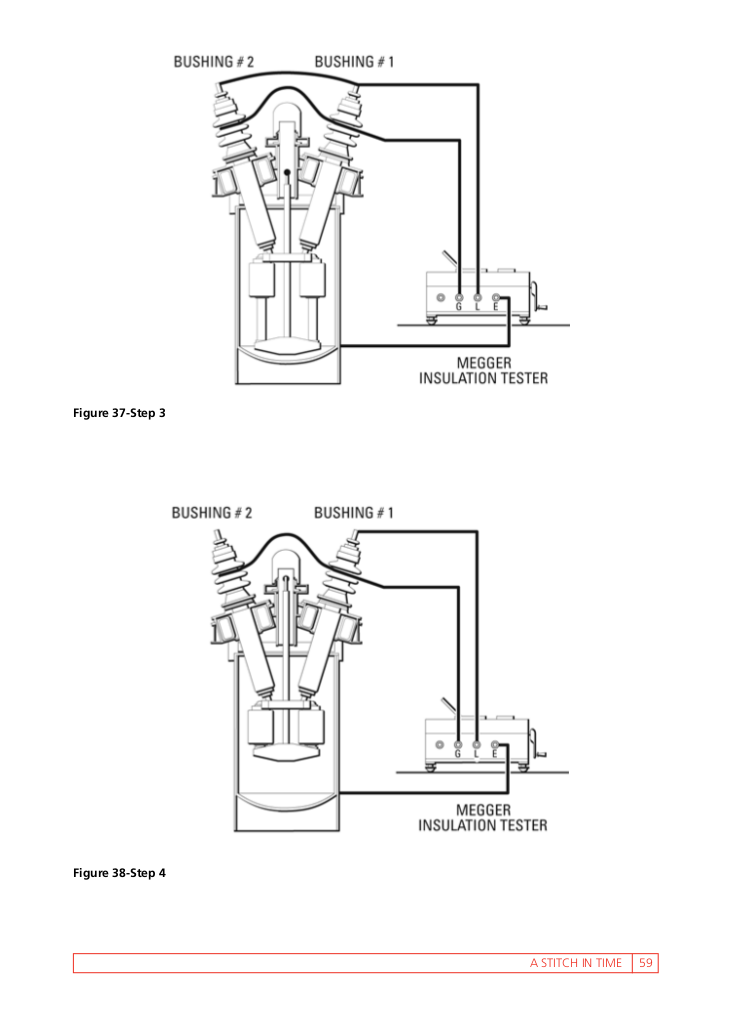 BUSHING # 2 BUSHING # 1
G L E
MEGGER
INSULATION TESTER
Figure 37-Step 3
BUSHING # 2 BUSHING # 1
G L E
MEGGER
INSULATION TESTER
Figure 38-Step 4
A STITCH IN TIME 59